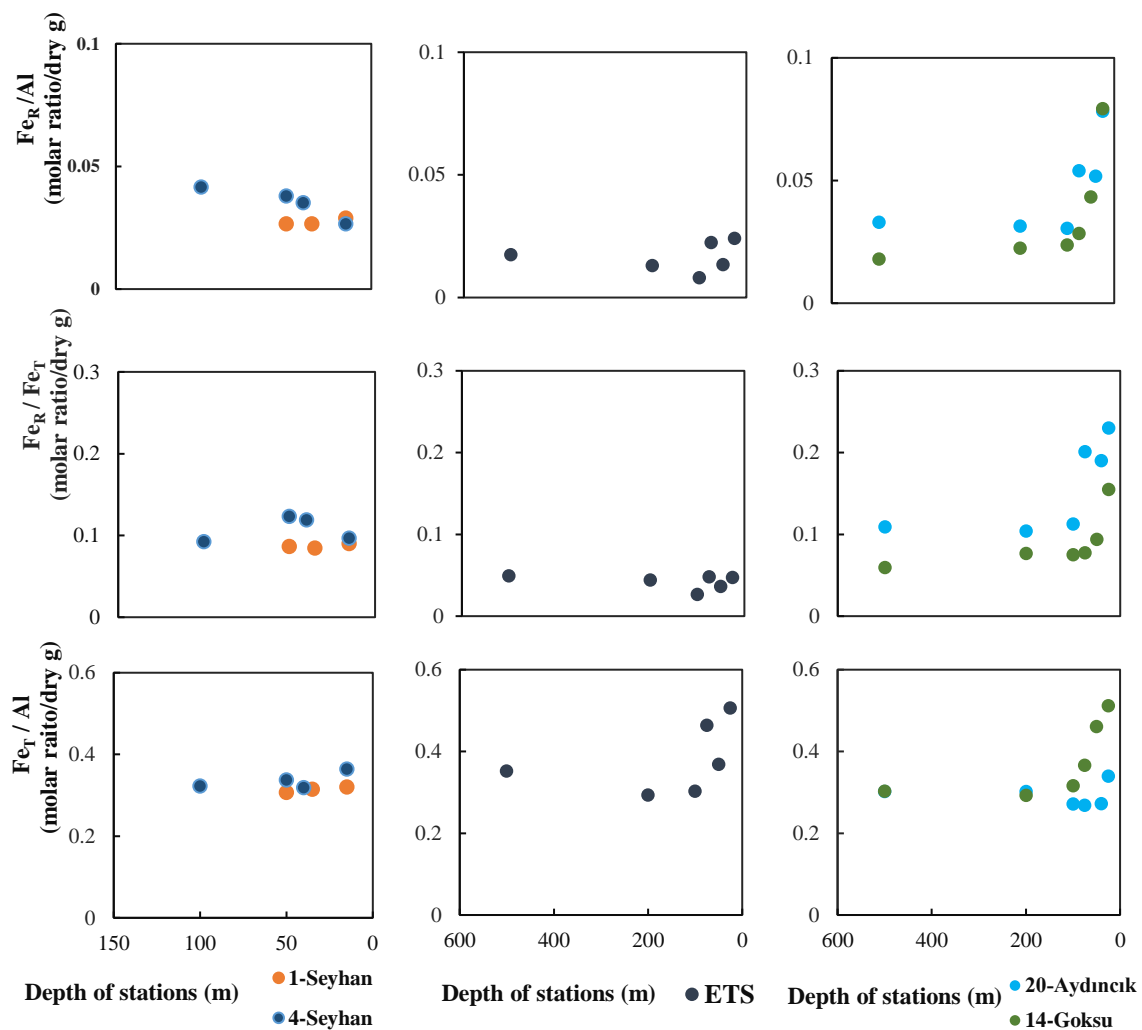 Fe_R /Al
(molar ratio/dry g)
0.1
0.05
0
0.1
0.05
0
0.1
0.05
0
Fe_R / Fe_T
(molar ratio/dry g)
0.3
0.2
0.1
0
0.3
0.2
0.1
0
0.3
0.2
0.1
0
Fe_T / Al
(molar raito/dry g)
0.6
0.4
0.2
0
0.6
0.4
0.2
0
0.6
0.4
0.2
0
150 100 50 0
600 400 200 0
600 400 200 0
Depth of stations (m)
1-Seyhan
4-Seyhan
Depth of stations (m)
ETS
Depth of stations (m)
20-Aydıncık
14-Goksu